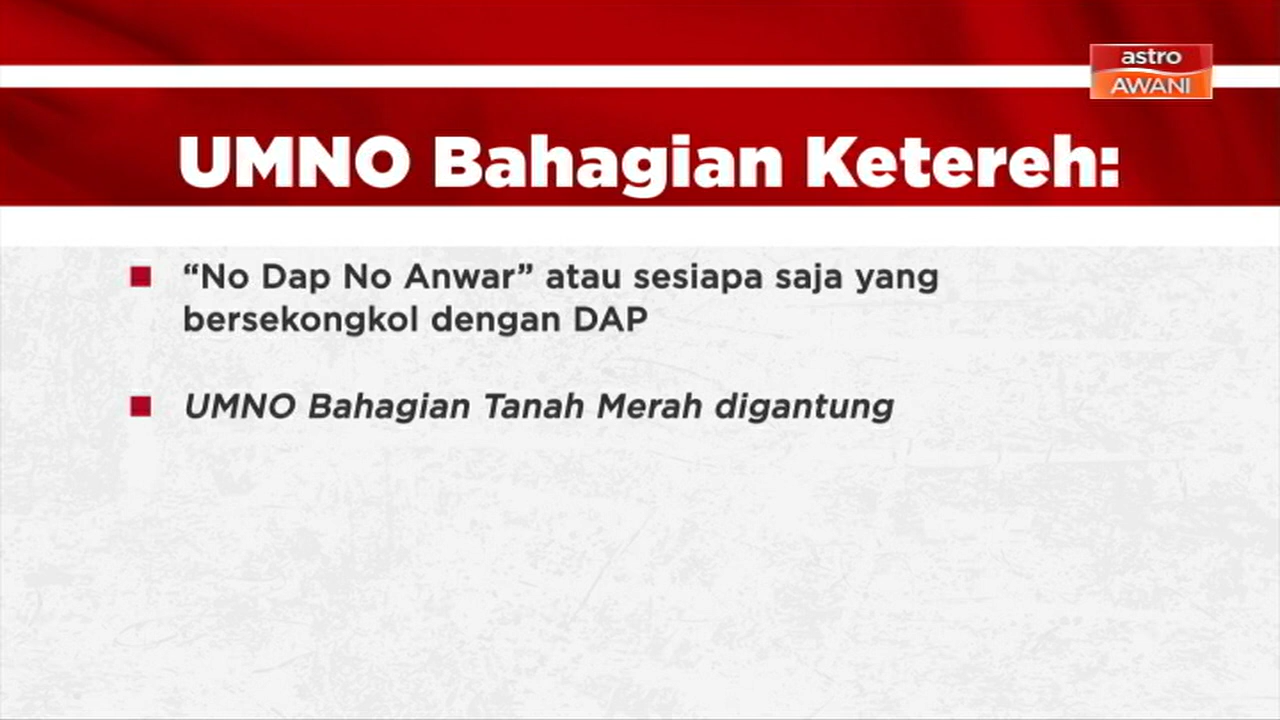 astro
AWANI
UMNO Bahagian Ketereh:
“No Dap No Anwar” atau sesiapa saja yang
bersekongkol dengan DAP
UMNO Bahagian Tanah Merah digantung